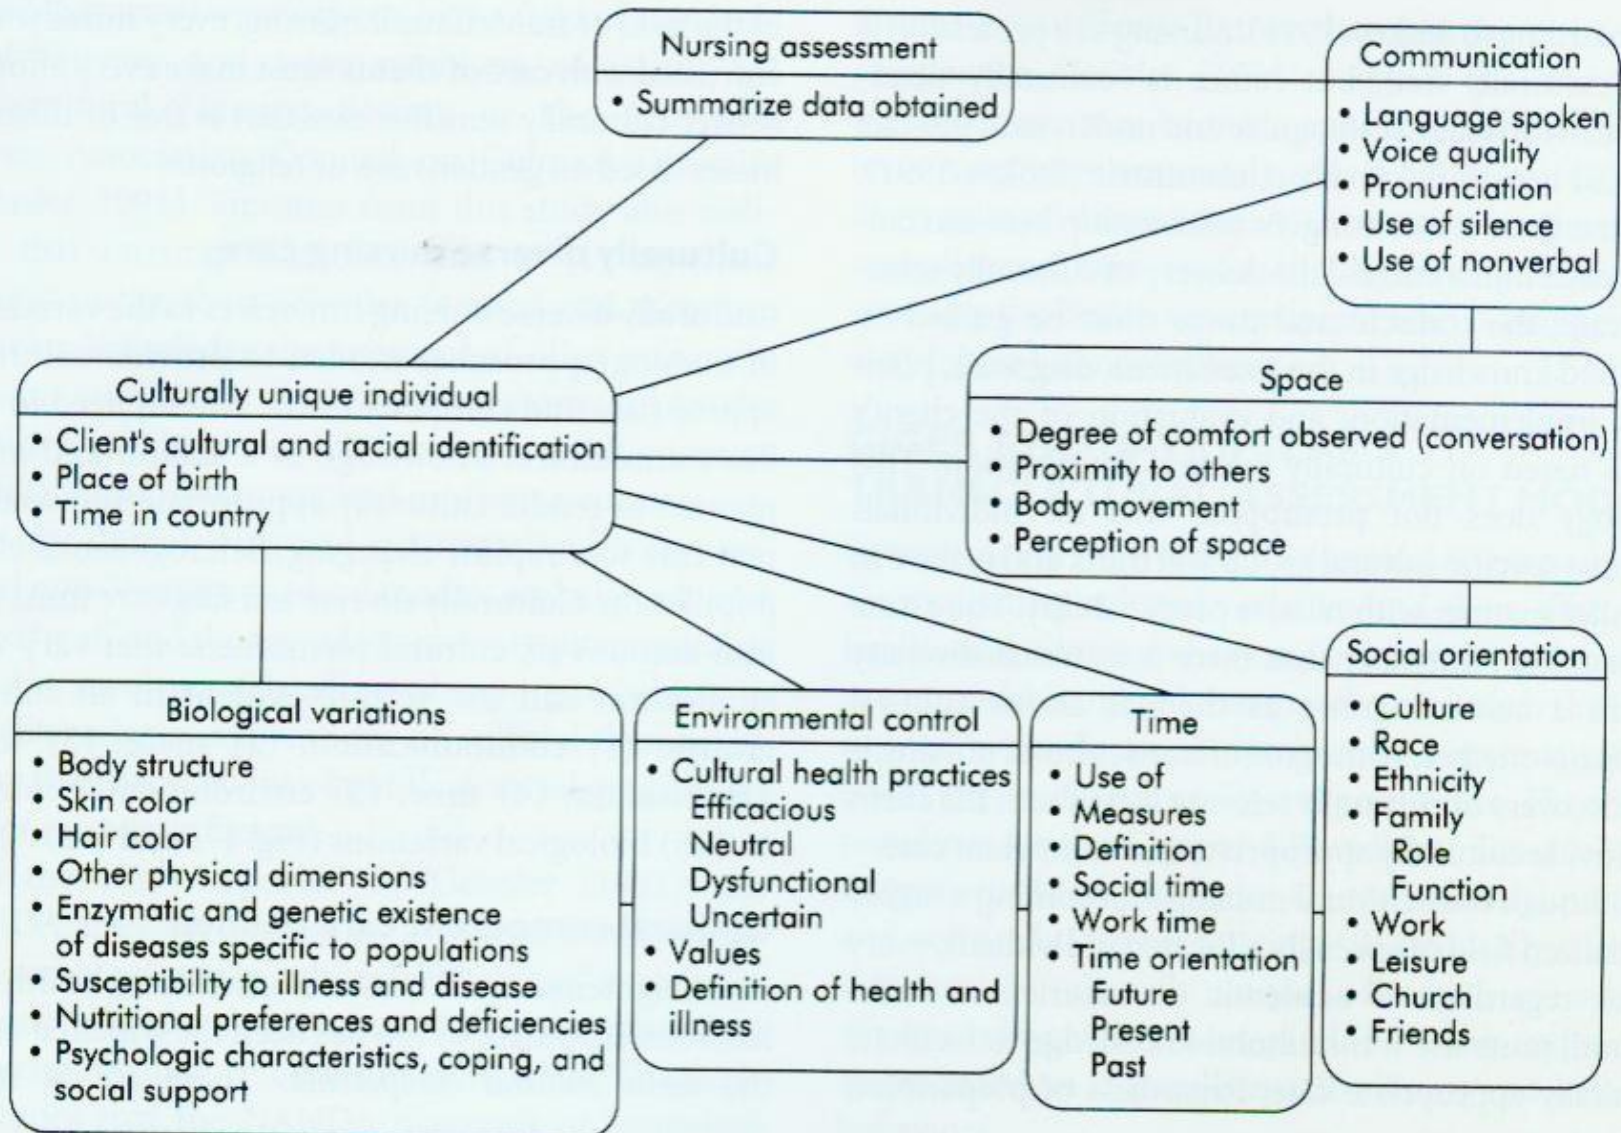 Nursing assessment
• Summarize data obtained
Communication
• Language spoken
• Voice quality
• Pronunciation
• Use of silence
• Use of nonverbal
Culturally unique individual
• Client's cultural and racial identification
• Place of birth
• Time in country
Space
• Degree of comfort observed (conversation)
• Proximity to others
• Body movement
• Perception of space
Biological variations
• Body structure
• Skin color
• Hair color
• Other physical dimensions
• Enzymatic and genetic existence
of diseases specific to populations
• Susceptibility to illness and disease
• Nutritional preferences and deficiencies
• Psychologic characteristics, coping, and
social support
Environmental control
• Cultural health practices
Efficacious
Neutral
Dysfunctional
Uncertain
• Values
• Definition of health and
illness
Time
• Use of
• Measures
• Definition
• Social time
• Work time
• Time orientation
Future
Present
Past
Social orientation
• Culture
• Race
• Ethnicity
• Family
Role
Function
• Work
• Leisure
• Church
• Friends